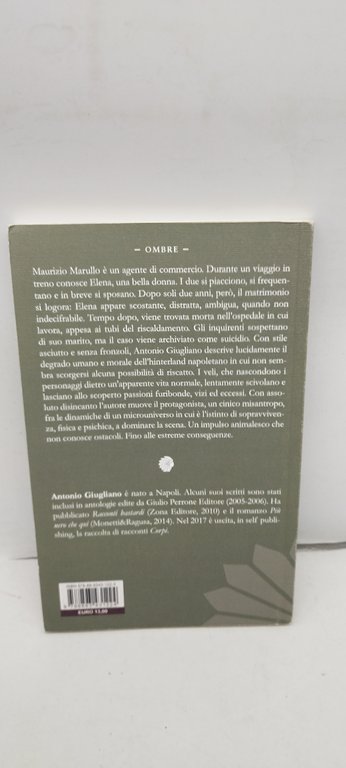 – OMBRE –
Maurizio Marullo è un agente di commercio. Durante un viaggio in
treno conosce Elena, una bella donna. I due si piacciono, si frequen-
tano e in breve si sposano. Dopo soli due anni, però, il matrimonio
si logora: Elena appare scostante, distratta, ambigua, quando non
indecifrabile. Tempo dopo, viene trovata morta nell'ospedale in cui
lavora, appesa ai tubi del riscaldamento. Gli inquirenti sospettano
di suo marito, ma il caso viene archiviato come suicidio. Con stile
asciutto e senza fronzoli, Antonio Giugliano descrive lucidamente il
degrado umano e morale dell'hinterland napoletano in cui non sem-
bra scorgersi alcuna possibilità di riscatto. I veli, che nascondono i
personaggi dietro un'apparente vita normale, lentamente scivolano e
lasciano allo scoperto passioni furibonde, vizi ed eccessi. Con asso-
luto disincanto l'autore muove il protagonista, un cinico misantropo,
fra le dinamiche di un microuniverso in cui è l'istinto di sopravviven-
za, fisica e psichica, a dominare la scena. Un impulso animalesco che
non conosce ostacoli. Fino alle estreme conseguenze.
Antonio Giugliano è nato a Napoli. Alcuni suoi scritti sono stati
inclusi in antologie edite da Giulio Perrone Editore (2005-2006). Ha
pubblicato Racconti bastardi (Zona Editore, 2010) e il romanzo Più
nero che qui (Monetti&Ragusa, 2014). Nel 2017 è uscita, in self publi-
shing, la raccolta di racconti Corpi.
EURO 13,00